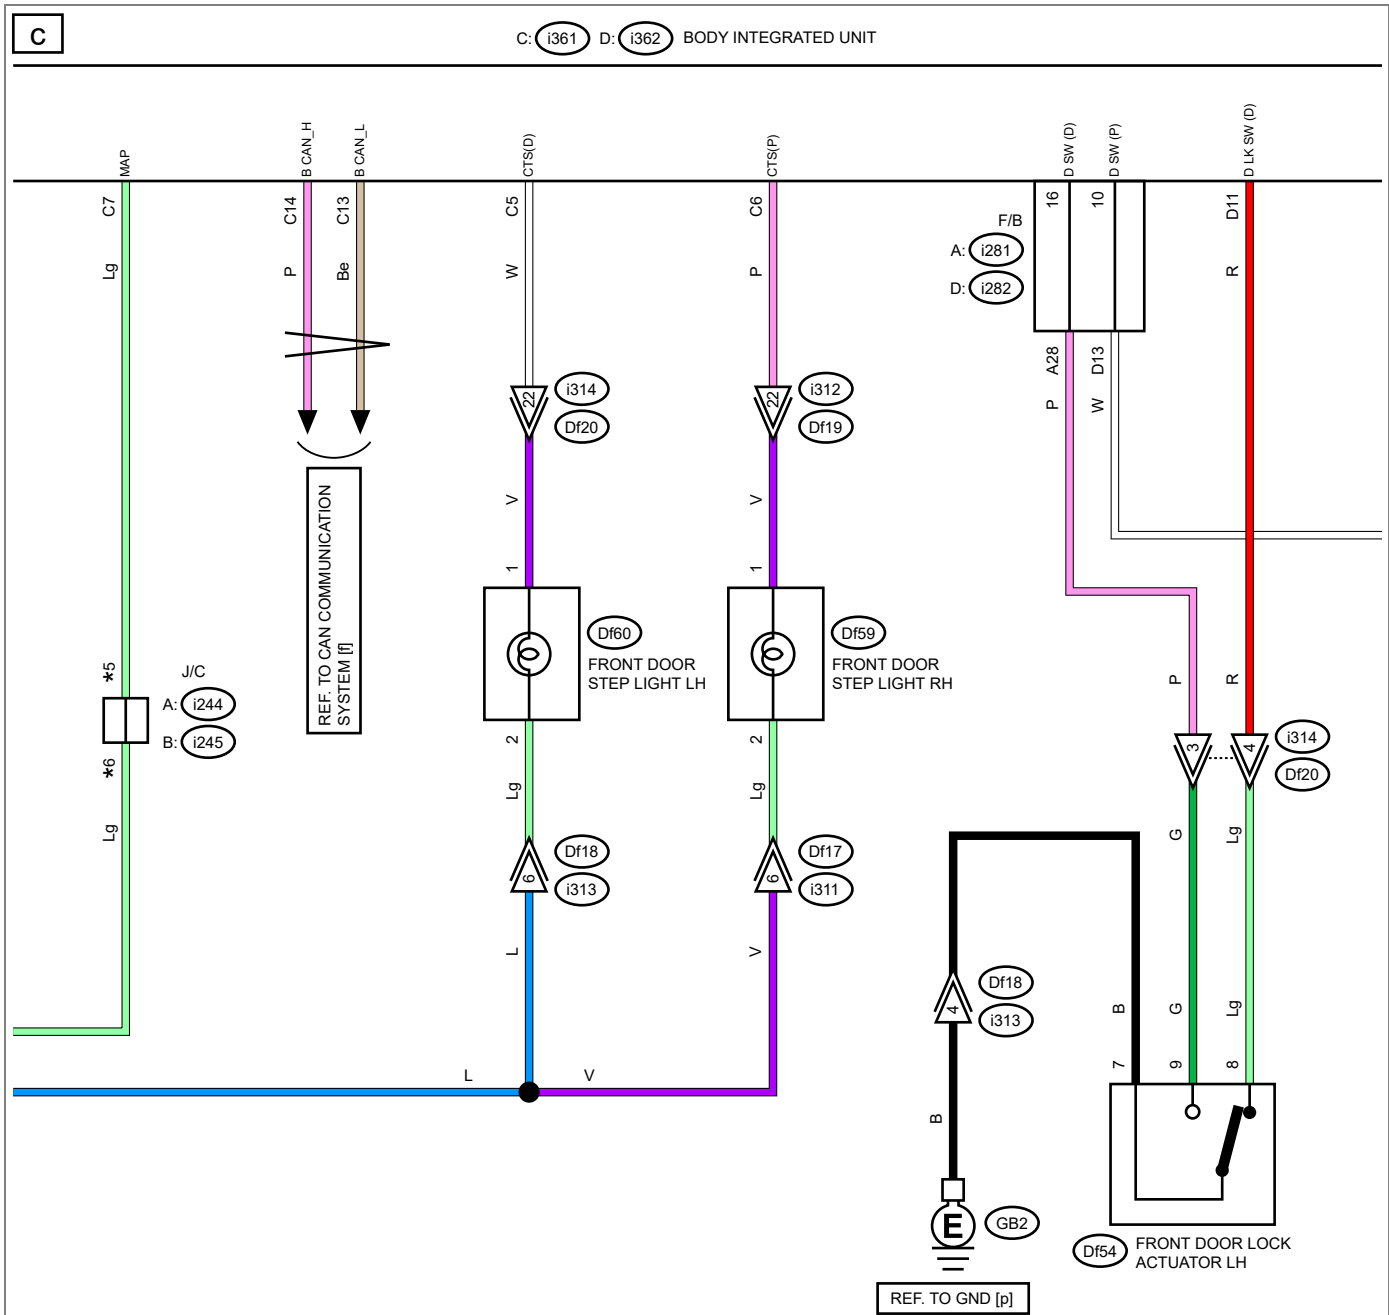 C
C: i361 D: i362 BODY INTEGRATED UNIT
MAP
B CAN_H
B CAN_L
CTS(D)
CTS(P)
D SW (D)
D SW (P)
D LK SW (D)
C7
C14
C13
C5
C6
16
10
D11
F/B
A: i281
D: i282
Lg
P
Be
W
P
R
A28
D13
P
W
22
i314
Df20
22
i312
Df19
V
V
REF. TO CAN COMMUNICATION
SYSTEM [f]
1
1
Df60
FRONT DOOR
STEP LIGHT LH
Df59
FRONT DOOR
STEP LIGHT RH
*5
J/C
A: i244
B: i245
*6
Lg
P
R
2
2
Lg
Lg
3
4
i314
Df20
G
Lg
6
Df18
i313
6
Df17
i311
L
V
4
Df18
i313
B
G
Lg
7
9
8
L
V
B
E
GB2
Df54
FRONT DOOR LOCK
ACTUATOR LH
REF. TO GND [p]